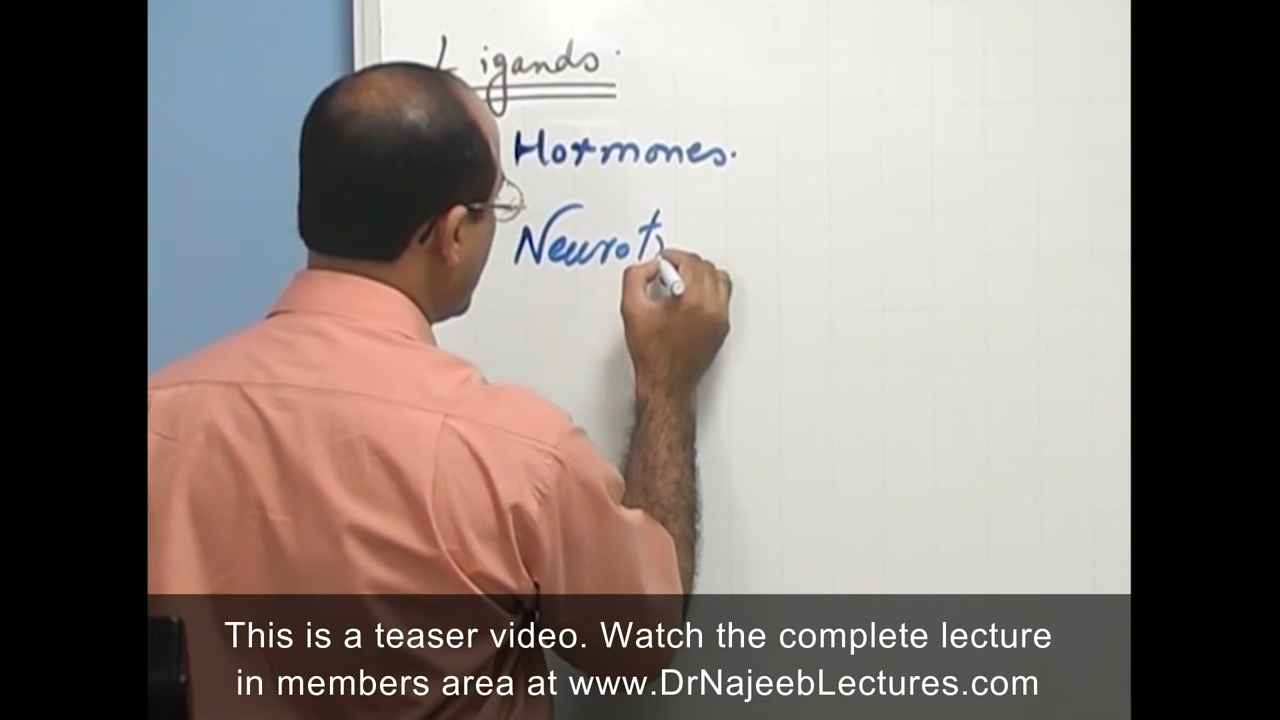 Ligands.
Hormones.
Neurot
This is a teaser video. Watch the complete lecture
in members area at www.DrNajeebLectures.com